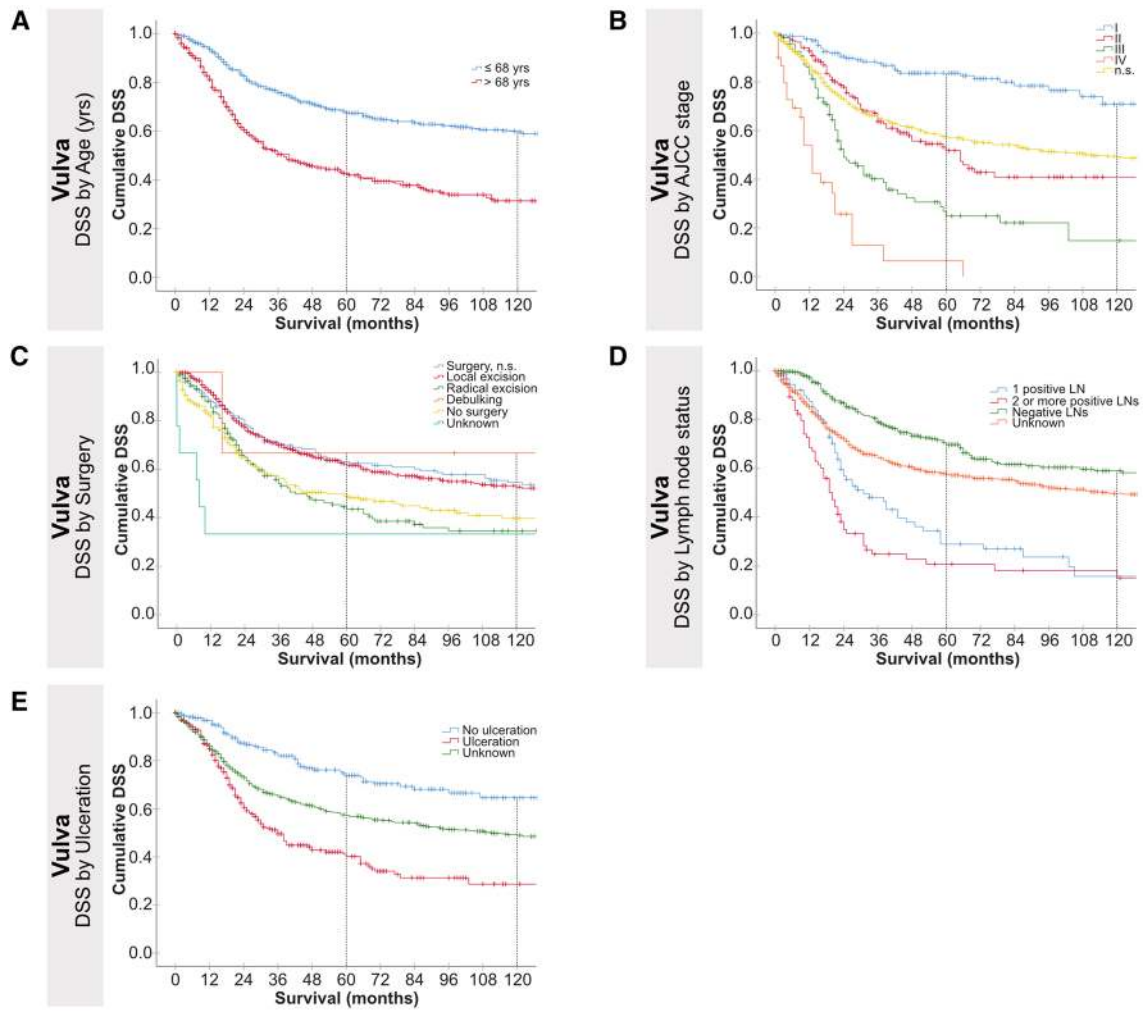 A
Vulva
DSS by Age (yrs)
Cumulative DSS
1.0
0.8
0.6
0.4
0.2
0.0
≤ 68 yrs
> 68 yrs
0 12 24 36 48 60 72 84 96 108 120
Survival (months)
B
Vulva
DSS by AJCC stage
Cumulative DSS
1.0
0.8
0.6
0.4
0.2
0.0
I
II
III
IV
n.s.
0 12 24 36 48 60 72 84 96 108 120
Survival (months)
C
Vulva
DSS by Surgery
Cumulative DSS
1.0
0.8
0.6
0.4
0.2
0.0
Surgery, n.s.
Local excision
Radical excision
Debulking
No surgery
Unknown
0 12 24 36 48 60 72 84 96 108 120
Survival (months)
D
Vulva
DSS by Lymph node status
Cumulative DSS
1.0
0.8
0.6
0.4
0.2
0.0
1 positive LN
2 or more positive LNs
Negative LNs
Unknown
0 12 24 36 48 60 72 84 96 108 120
Survival (months)
E
Vulva
DSS by Ulceration
Cumulative DSS
1.0
0.8
0.6
0.4
0.2
0.0
No ulceration
Ulceration
Unknown
0 12 24 36 48 60 72 84 96 108 120
Survival (months)